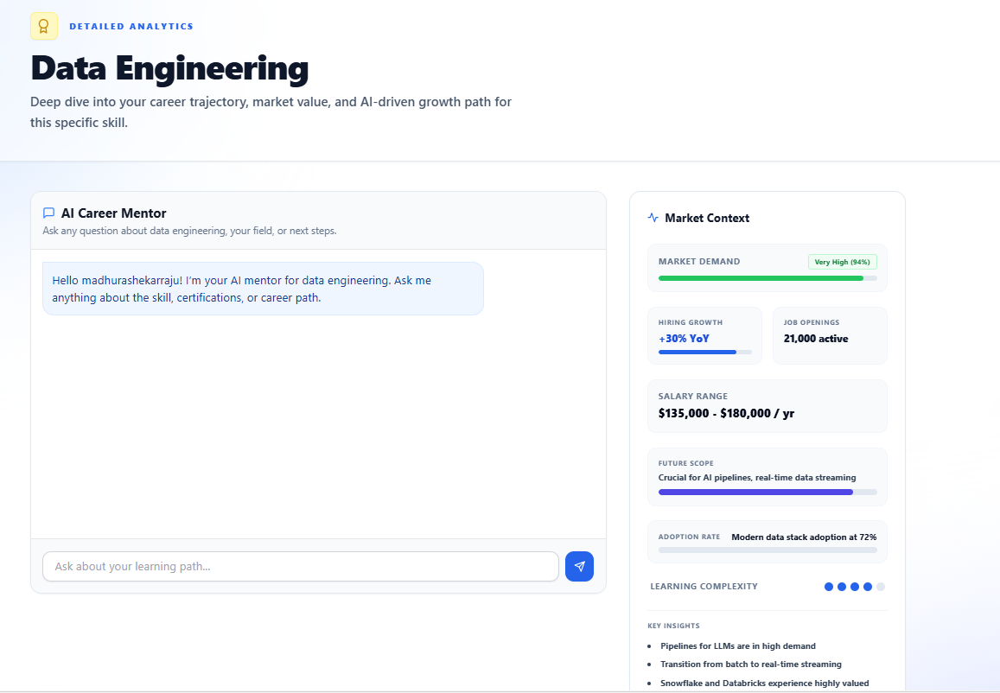 DETAILED ANALYTICS
Data Engineering
Deep dive into your career trajectory, market value, and AI-driven growth path for
this specific skill.
AI Career Mentor
Ask any question about data engineering, your field, or next steps.
Hello madhurashekarraju! I'm your AI mentor for data engineering. Ask me
anything about the skill, certifications, or career path.
Ask about your learning path...
Market Context
MARKET DEMAND
Very High (94%)
HIRING GROWTH
+30% YoY
JOB OPENINGS
21,000 active
SALARY RANGE
$135,000 - $180,000 / yr
FUTURE SCOPE
Crucial for AI pipelines, real-time data streaming
ADOPTION RATE
Modern data stack adoption at 72%
LEARNING COMPLEXITY
KEY INSIGHTS
Pipelines for LLMs are in high demand
Transition from batch to real-time streaming
Snowflake and Databricks experience highly valued